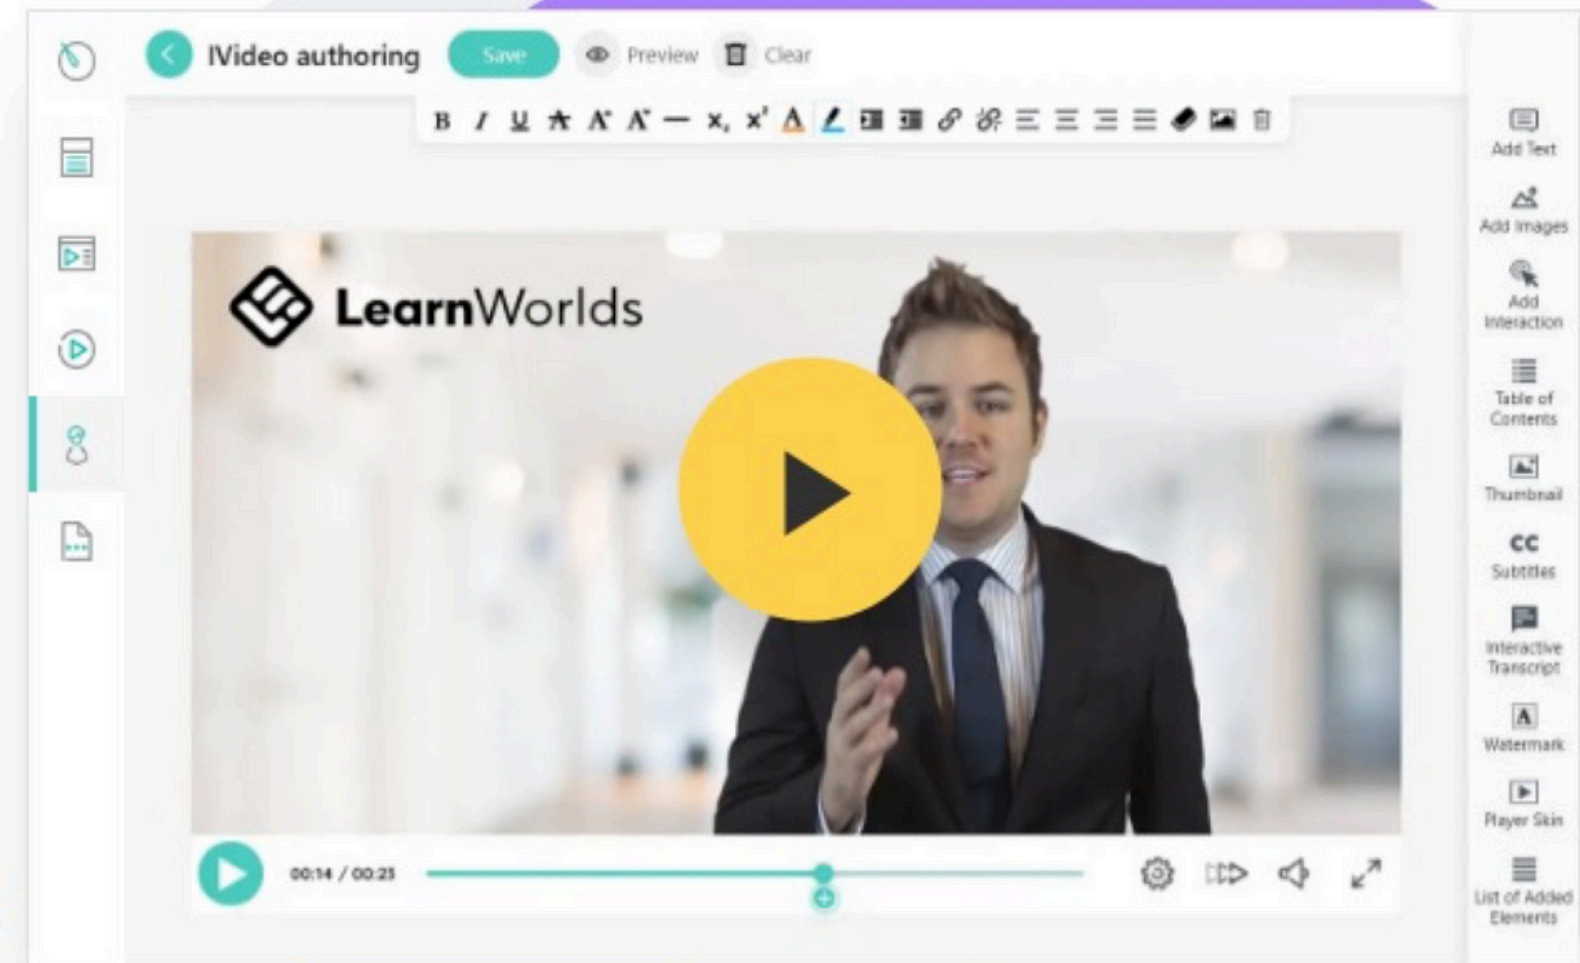 IVideo authoring
Save
Preview
Clear
B I U A A A X, X² A
LearnWorlds
00:14 / 00:23
Add Text
Add Images
Add
Interaction
Table of
Contents
Thumbnail
CC
Subtitles
Interactive
Transcript
A
Watermark
Player Skin
List of Added
Elements